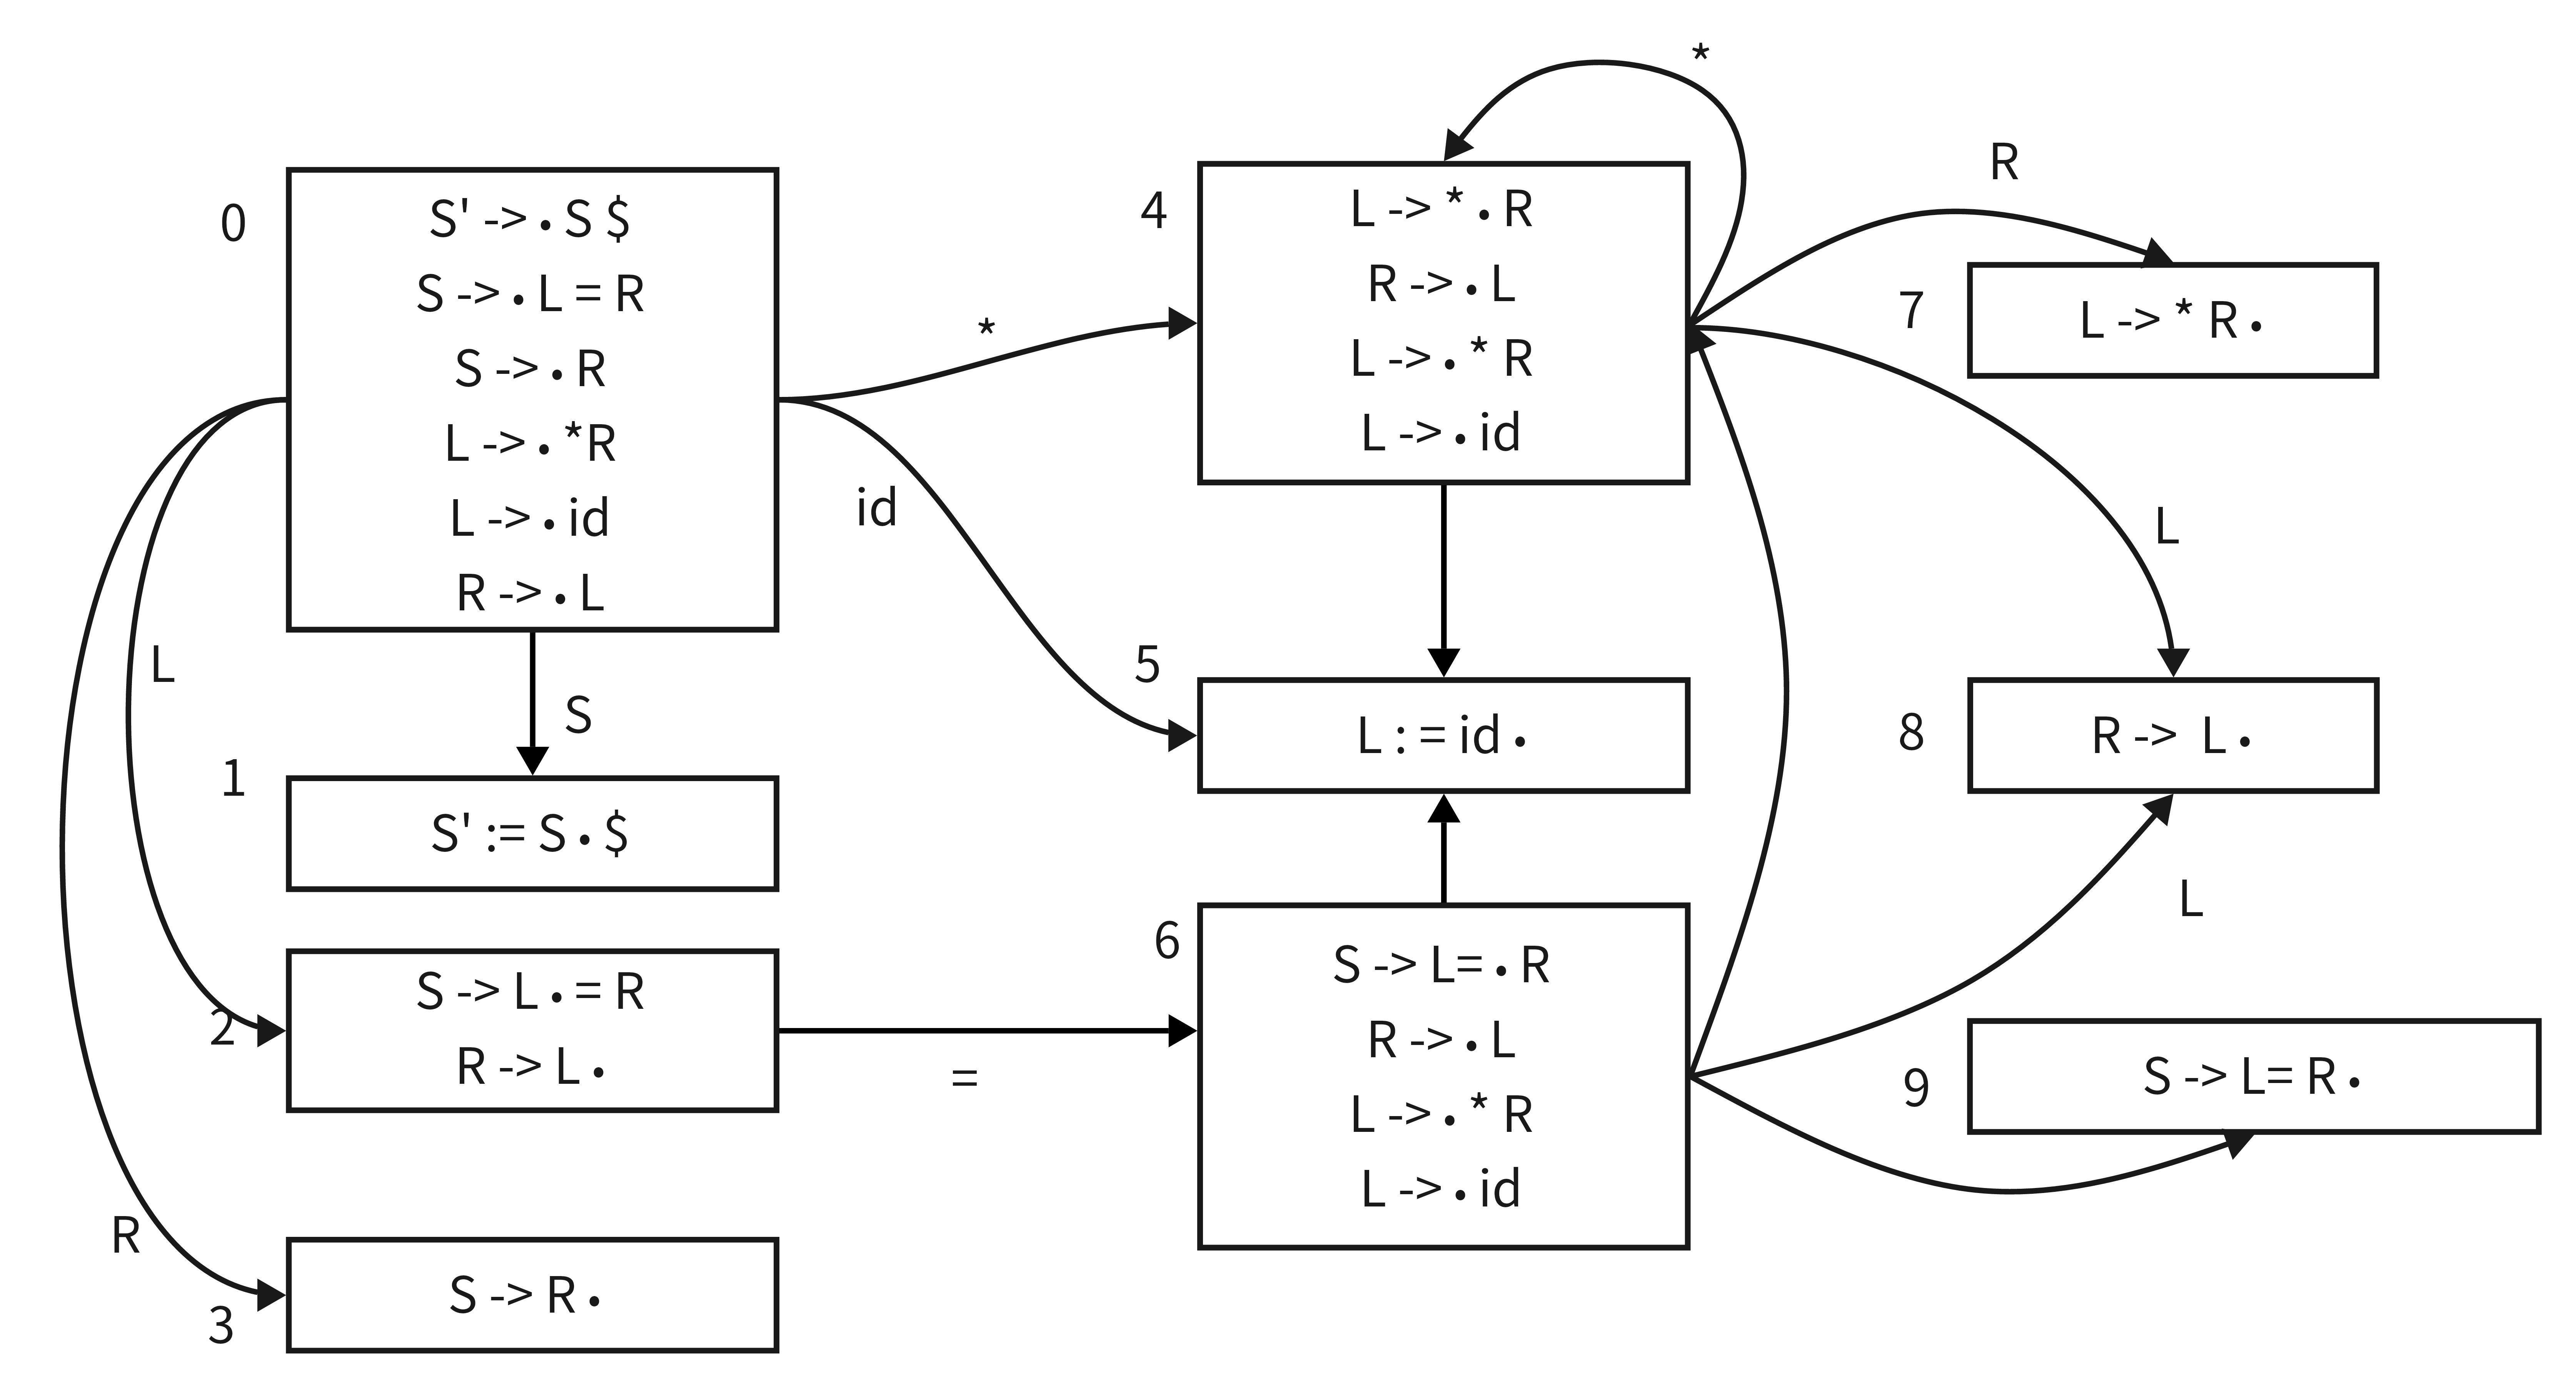 0
S' -> • S $
S -> • L = R
S -> • R
L -> • *R
L -> • id
R -> • L
L
S
1
S' := S • $
2
S -> L • = R
R -> L •
R
3
S -> R •
*
id
=
*
4
L -> * • R
R -> • L
L -> • * R
L -> • id
5
L : = id •
6
S -> L= • R
R -> • L
L -> • * R
L -> • id
R
7
L -> * R •
L
8
R -> L •
L
9
S -> L= R •